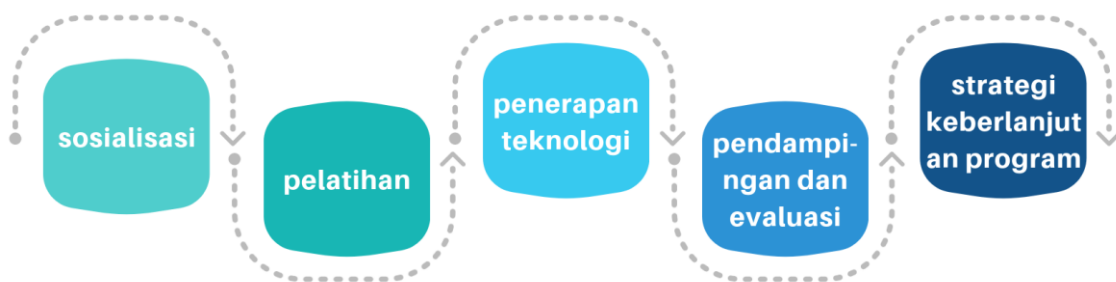 sosialisasi
pelatihan
penerapan
teknologi
pendampi-
ngan dan
evaluasi
strategi
keberlanjut
an program